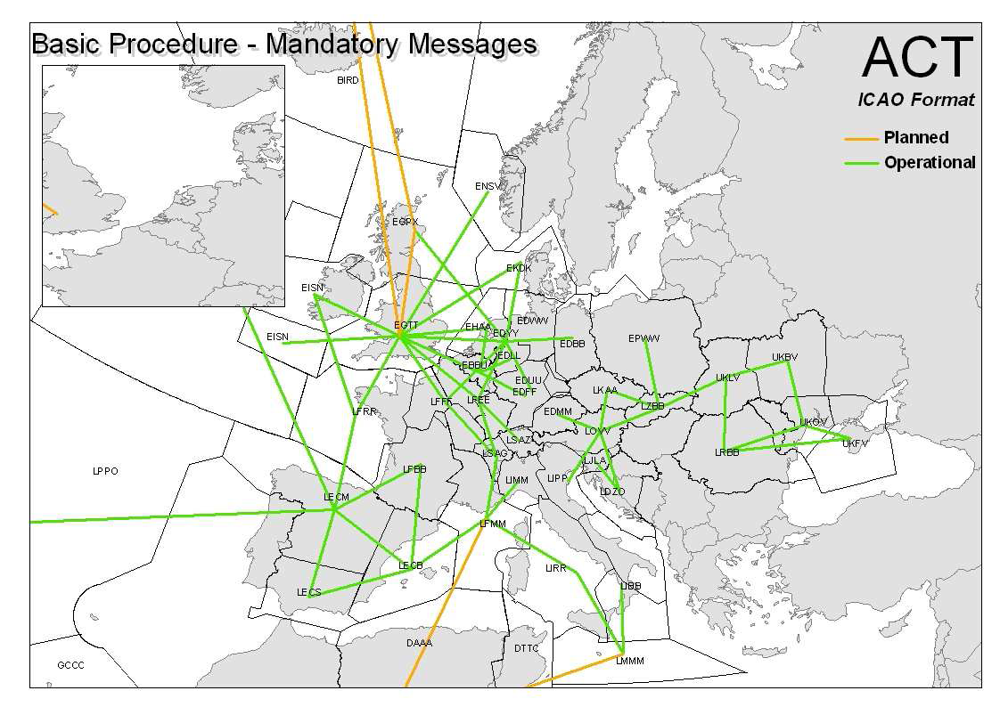 Basic Procedure - Mandatory Messages
ACT
ICAO Format
Planned
Operational
BIRD
ENSV
EGPX
EKDK
EISN
EGTT
EHAA
EDVWV
EDYY
EISN
EDBB
EPWW
EDLL
EBBU
UKBV
UKLV
EDUU
EDFF
LKAA
LFFF
LFEE
LZBB
LFRR
EDMM
UKOV
LOVV
LSAZ
UKFV
LSAG
LRBB
LJLA
LPPO
LFBB
LIMM
LIPP
LDZO
LECM
LFMM
LECB
LIRR
LECS
LIBB
DAAA
DTTC
LMMM
GCCC